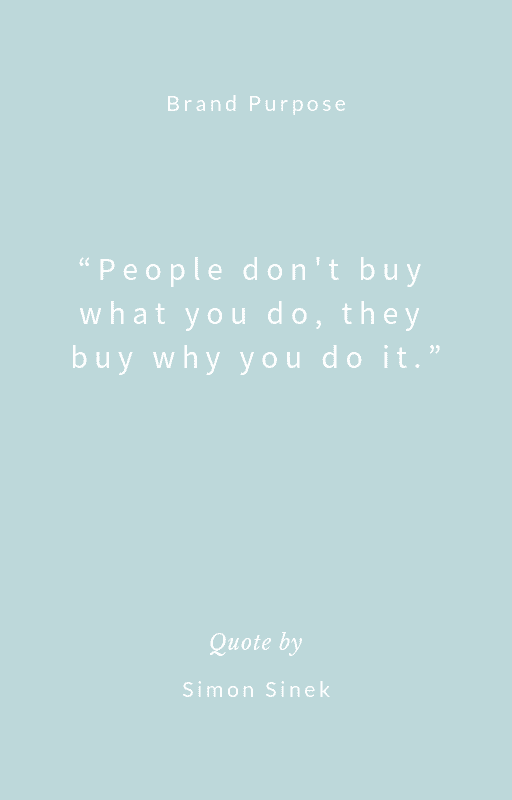 Brand Purpose
“People don't buy
what you do, they
buy why you do it.”
Quote by
Simon Sinek